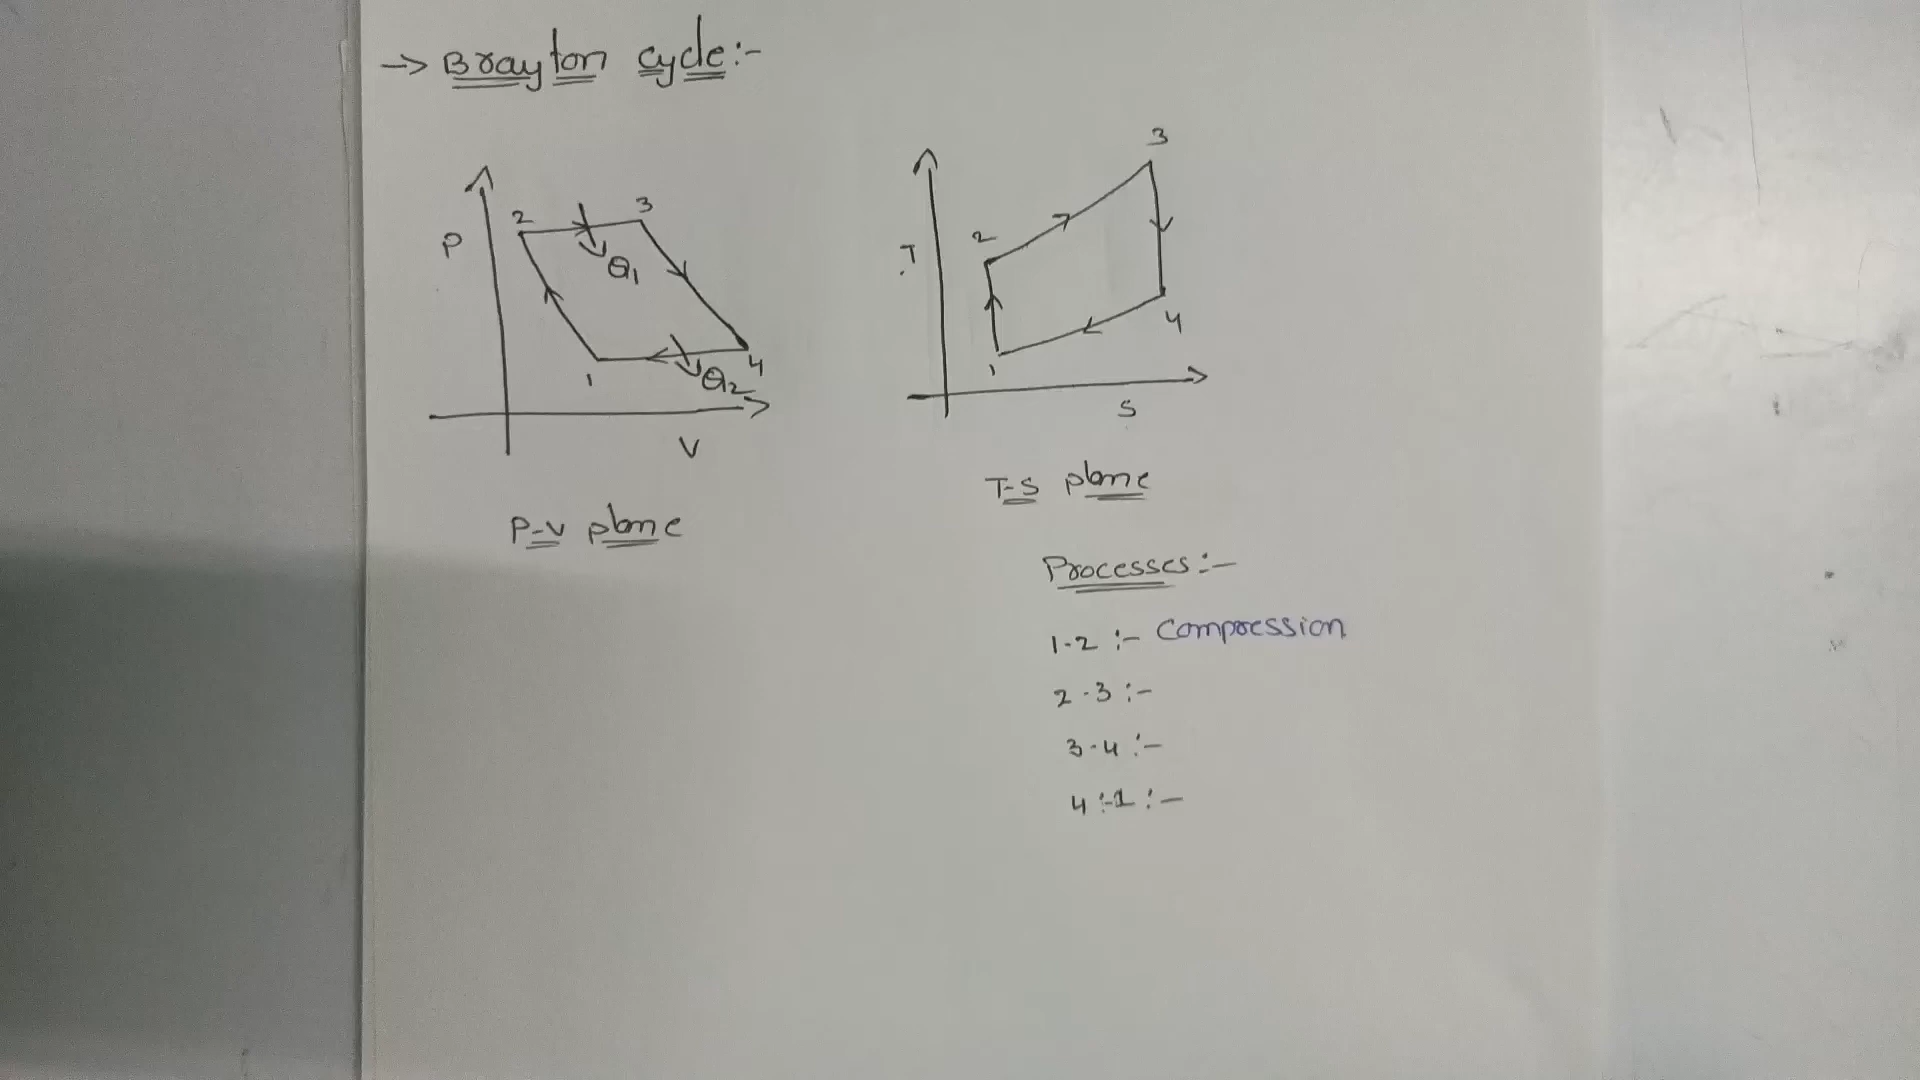 → Brayton cycle:-
P
2
3
Q1
1
4
Q2
V
P-V plane
T
2
3
4
1
S
T-S plane
Processes :-
1-2 :- Compression
2-3 :-
3-4 :-
4:-1 :-